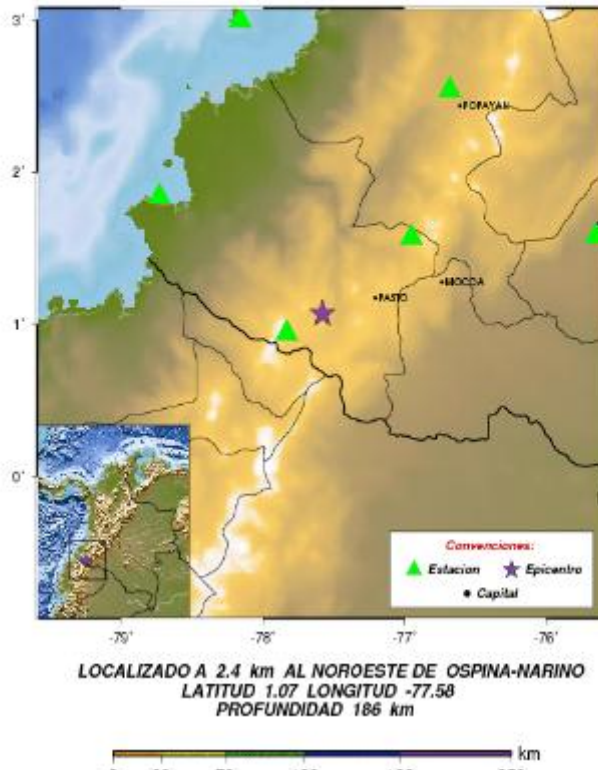 3°
POPAYAN
2°
MOCOA
PASTO
1°
0°
Convenciones:
Estacion Epicentro
Capital
-79° -78° -77° -76°
LOCALIZADO A 2.4 km AL NOROESTE DE OSPINA-NARINO
LATITUD 1.07 LONGITUD -77.58
PROFUNDIDAD 186 km
km